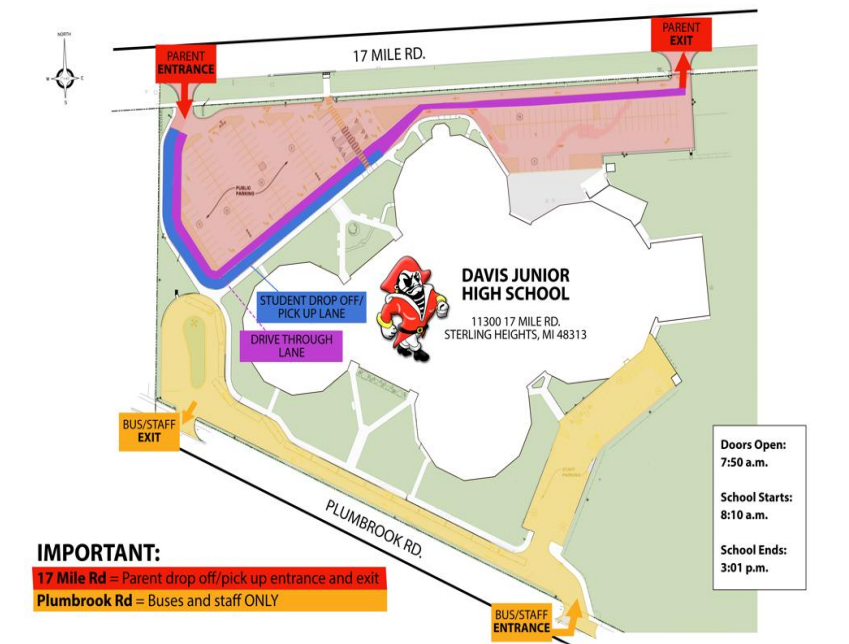 NORTH
W
E
S
PARENT
ENTRANCE
17 MILE RD.
PARENT
EXIT
PUBLIC
PARKING
STUDENT DROP OFF/
PICK UP LANE
DRIVE THROUGH
LANE
DAVIS JUNIOR
HIGH SCHOOL
11300 17 MILE RD.
STERLING HEIGHTS, MI 48313
BUS/STAFF
EXIT
STAFF
PARKING
PLUMBROOK RD.
Doors Open:
7:50 a.m.
School Starts:
8:10 a.m.
School Ends:
3:01 p.m.
IMPORTANT:
17 Mile Rd = Parent drop off/pick up entrance and exit
Plumbrook Rd = Buses and staff ONLY
BUS/STAFF
ENTRANCE